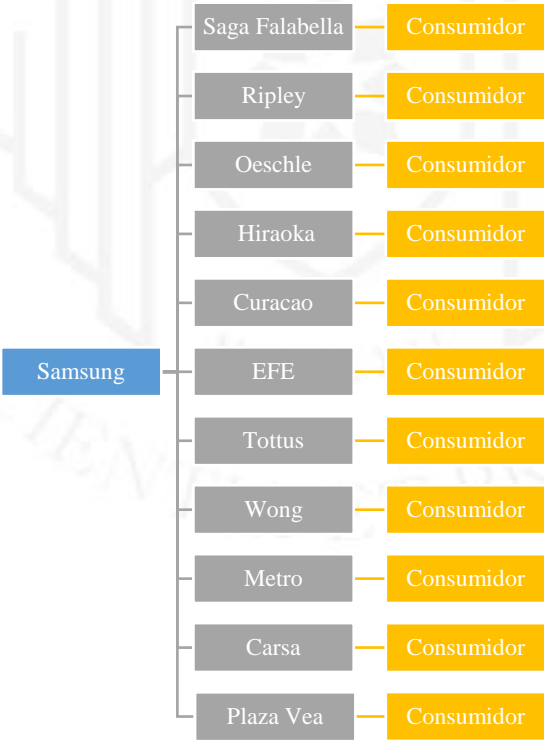 Saga Falabella Consumidor
Ripley Consumidor
Oeschle Consumidor
Hiraoka Consumidor
Curacao Consumidor
Samsung EFE Consumidor
Tottus Consumidor
Wong Consumidor
Metro Consumidor
Carsa Consumidor
Plaza Vea Consumidor